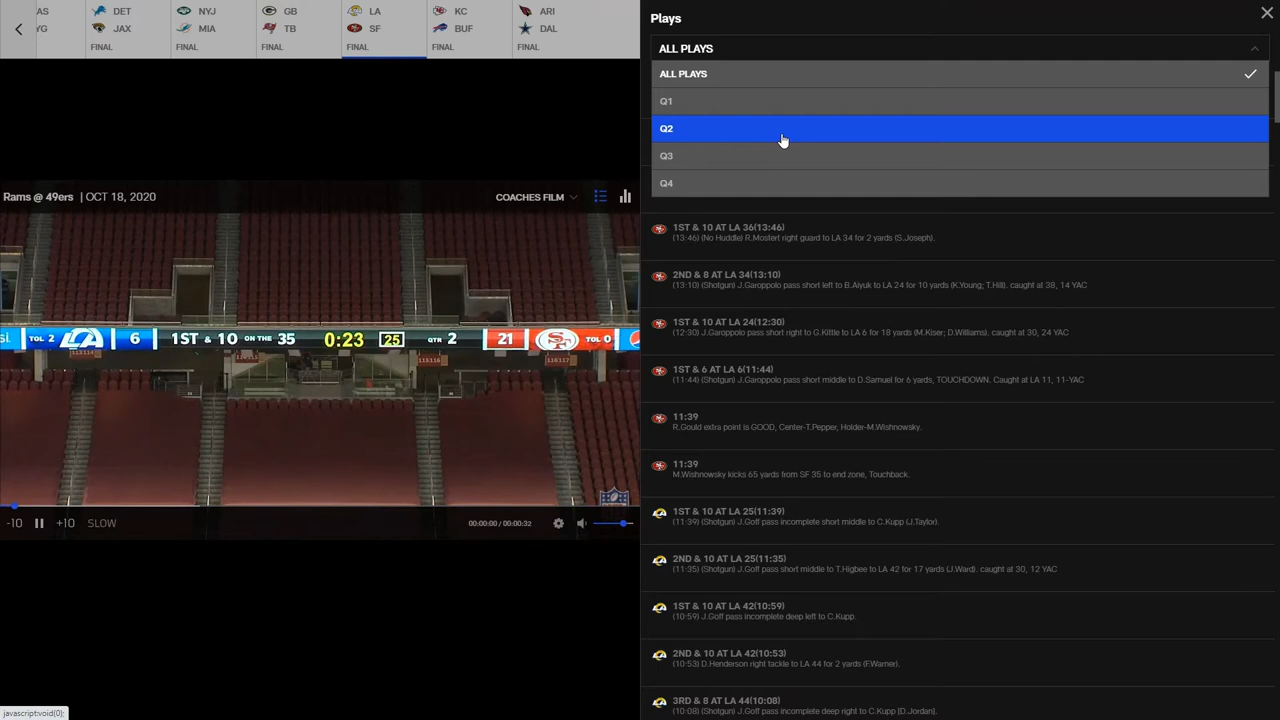 AS
YG
DET
JAX
FINAL
NYJ
MIA
FINAL
GB
TB
FINAL
LA
SF
FINAL
KC
BUF
FINAL
ARI
DAL
FINAL
Rams @ 49ers | OCT 18, 2020
COACHES FILM
TOL 2 6 1ST & 10 ON THE 35 0:23 25 QTR 2 21 TOL 0
-10 +10 SLOW
00:00:00 / 00:00:32
javascript:void(0);
Plays
ALL PLAYS
ALL PLAYS
Q1
Q2
Q3
Q4
1ST & 10 AT LA 36(13:46)
(13:46) (No Huddle) R.Mostert right guard to LA 34 for 2 yards (S.Joseph).
2ND & 8 AT LA 34(13:10)
(13:10) (Shotgun) J.Garoppolo pass short left to B.Aiyuk to LA 24 for 10 yards (K.Young; T.Hill). caught at 38, 14 YAC
1ST & 10 AT LA 24(12:30)
(12:30) J.Garoppolo pass short right to G.Kittle to LA 6 for 18 yards (M.Kiser; D.Williams). caught at 30, 24 YAC
1ST & 6 AT LA 6(11:44)
(11:44) (Shotgun) J.Garoppolo pass short middle to D.Samuel for 6 yards, TOUCHDOWN. Caught at LA 11, 11-YAC
11:39
R.Gould extra point is GOOD, Center-T.Pepper, Holder-M.Wishnowsky.
11:39
M.Wishnowsky kicks 65 yards from SF 35 to end zone, Touchback.
1ST & 10 AT LA 25(11:39)
(11:39) (Shotgun) J.Goff pass incomplete short middle to C.Kupp (J.Taylor).
2ND & 10 AT LA 25(11:35)
(11:35) (Shotgun) J.Goff pass short middle to T.Higbee to LA 42 for 17 yards (J.Ward). caught at 30, 12 YAC
1ST & 10 AT LA 42(10:59)
(10:59) J.Goff pass incomplete deep left to C.Kupp.
2ND & 10 AT LA 42(10:53)
(10:53) D.Henderson right tackle to LA 44 for 2 yards (F.Warner).
3RD & 8 AT LA 44(10:08)
(10:08) (Shotgun) J.Goff pass incomplete deep right to C.Kupp [D.Jordan].